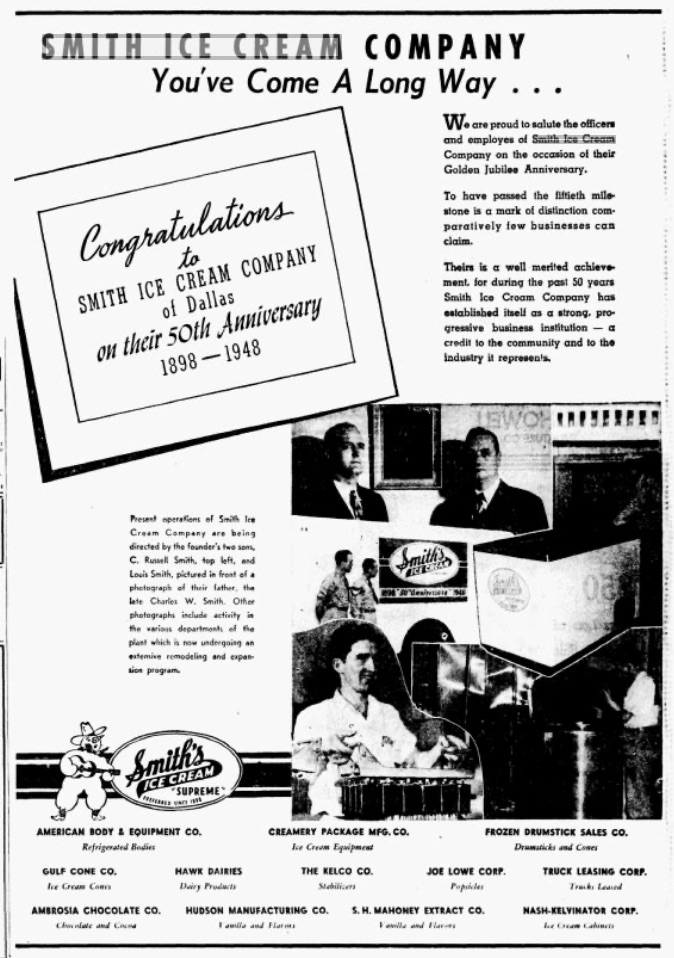 SMITH ICE CREAM COMPANY
You've Come A Long Way . . .
Congratulations
to
SMITH ICE CREAM COMPANY
of Dallas
on their 50th Anniversary
1898 — 1948
We are proud to salute the officers
and employes of Smith Ice Cream
Company on the occasion of their
Golden Jubilee Anniversary.
To have passed the fiftieth mile-
stone is a mark of distinction com-
paratively few businesses can
claim.
Theirs is a well merited achieve-
ment, for during the past 50 years
Smith Ice Cream Company has
established itself as a strong, pro-
gressive business institution — a
credit to the community and to the
industry it represents.
Present operations of Smith Ice
Cream Company are being
directed by the founder's two sons,
C. Russell Smith, top left, and
Louis Smith, pictured in front of a
photograph of their father, the
late Charles W. Smith. Other
photographs include activity in
the various departments of the
plant which is now undergoing an
extensive remodeling and expan-
sion program.
Smith's
ICE CREAM
1898 50th Anniversary 1948
Smith's
ICE CREAM
"SUPREME"
PREFERRED SINCE 1898
AMERICAN BODY & EQUIPMENT CO.
Refrigerated Bodies
CREAMERY PACKAGE MFG. CO.
Ice Cream Equipment
FROZEN DRUMSTICK SALES CO.
Drumsticks and Cones
GULF CONE CO.
Ice Cream Cones
HAWK DAIRIES
Dairy Products
THE KELCO CO.
Stabilizers
JOE LOWE CORP.
Popsicles
TRUCK LEASING CORP.
Trucks Leased
AMBROSIA CHOCOLATE CO.
Chocolate and Cocoa
HUDSON MANUFACTURING CO.
Vanilla and Flavors
S. H. MAHONEY EXTRACT CO.
Vanilla and Flavors
NASH-KELVINATOR CORP.
Ice Cream Cabinets